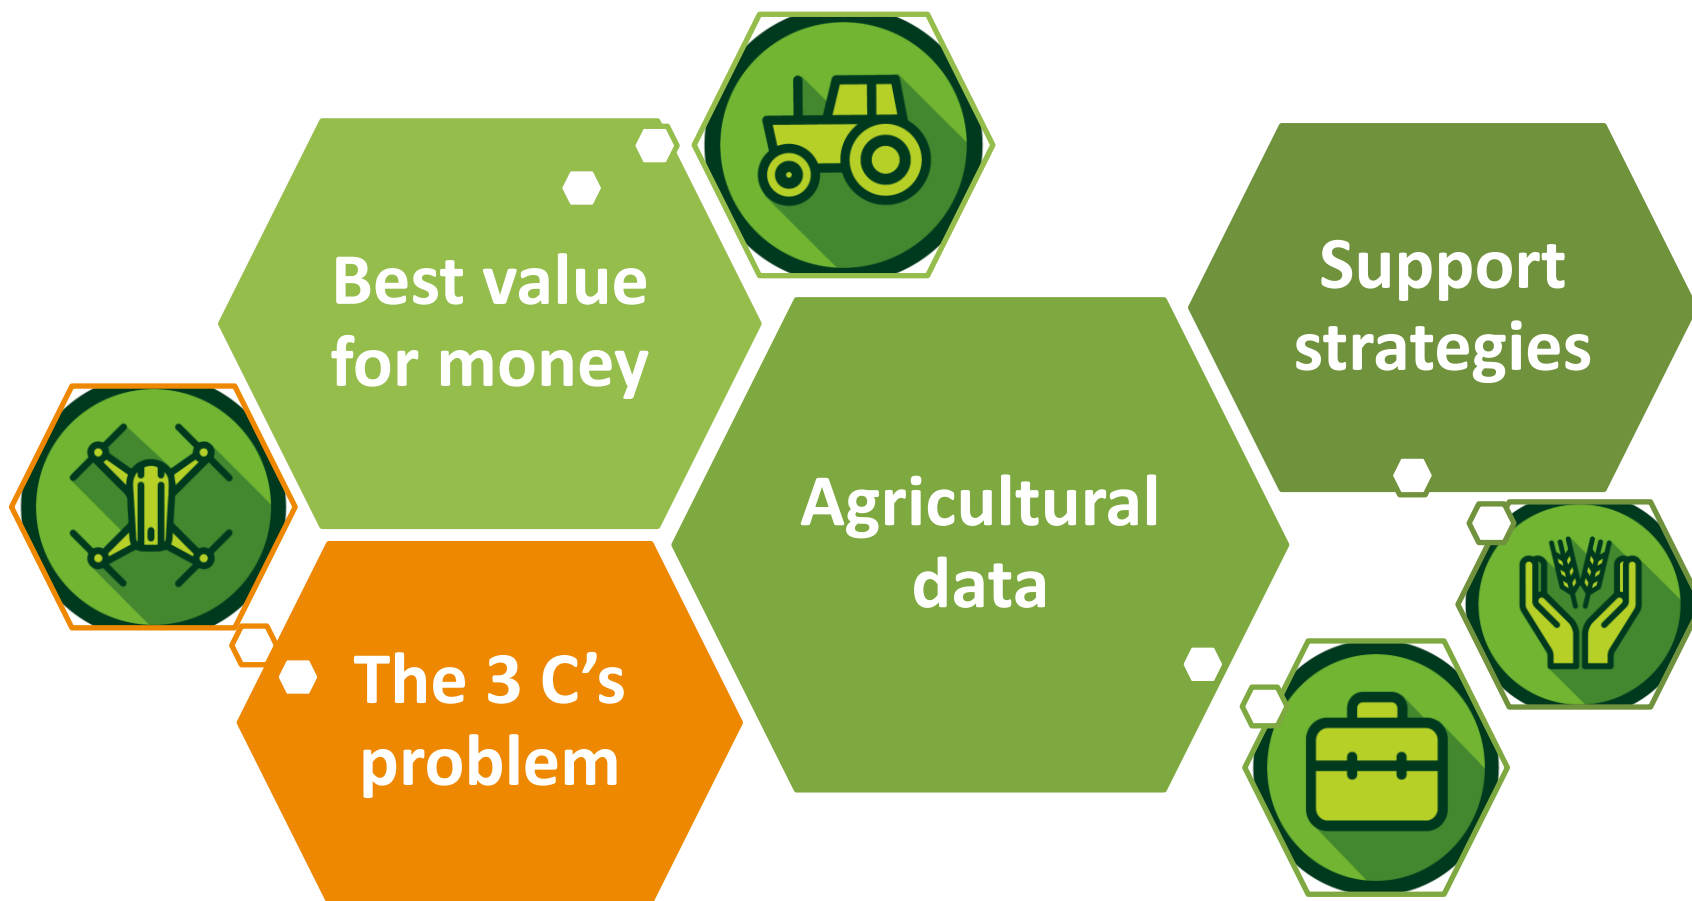 Best value
for money
The 3 C’s
problem
Agricultural
data
Support
strategies